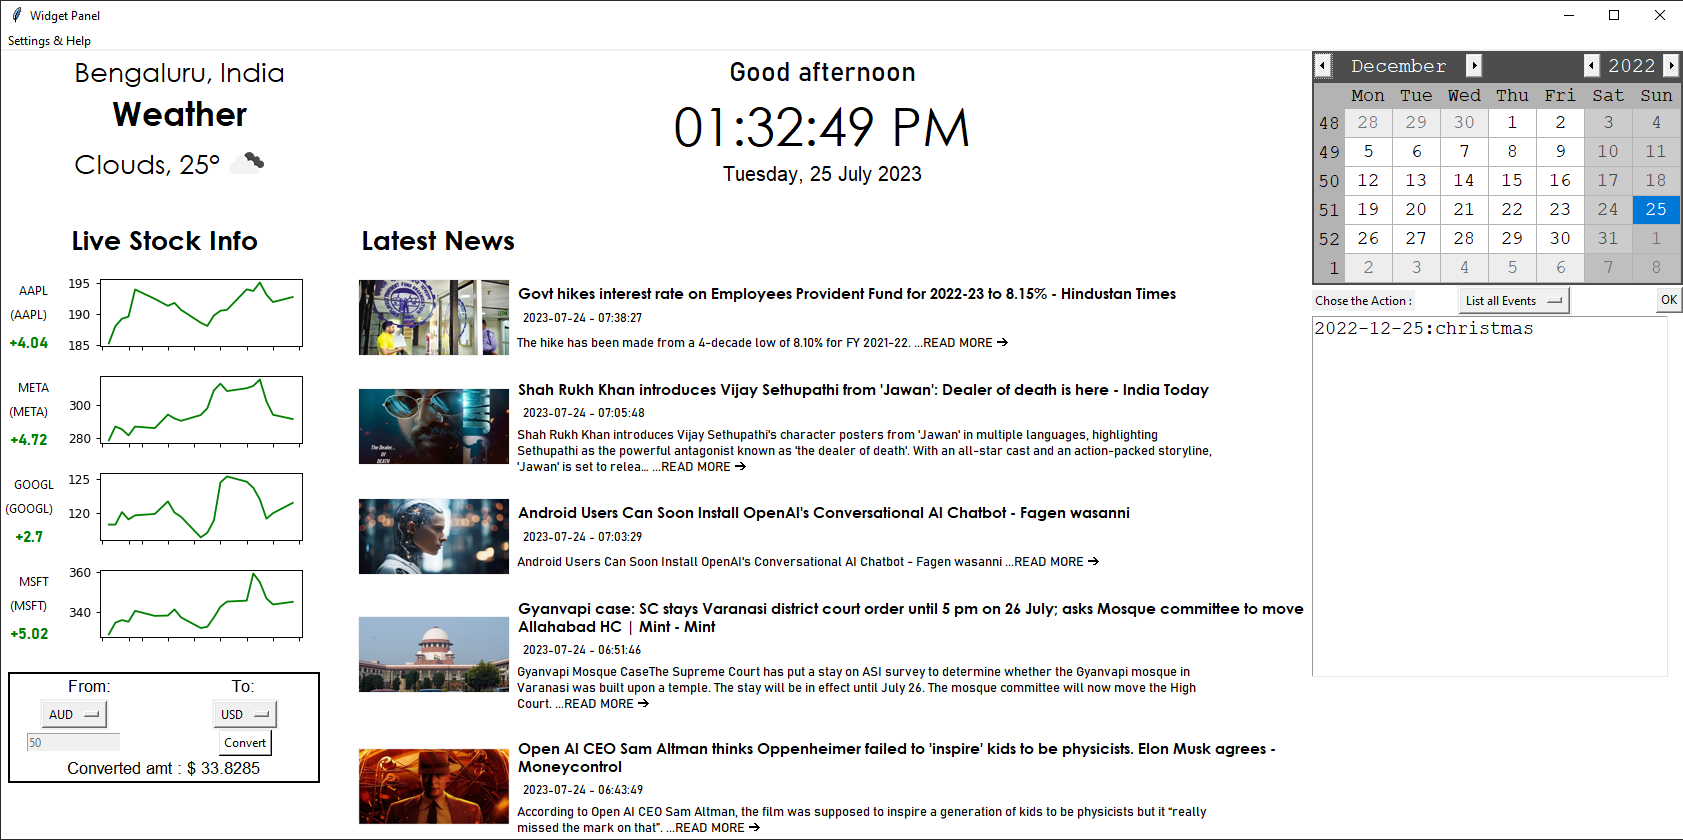 Widget Panel
Settings & Help
Bengaluru, India
Weather
Clouds, 25°
Good afternoon
01:32:49 PM
Tuesday, 25 July 2023
December 2022
Mon Tue Wed Thu Fri Sat Sun
48 28 29 30 1 2 3 4
49 5 6 7 8 9 10 11
50 12 13 14 15 16 17 18
51 19 20 21 22 23 24 25
52 26 27 28 29 30 31 1
1 2 3 4 5 6 7 8
Chose the Action : List all Events OK
2022-12-25:christmas
Live Stock Info
AAPL
(AAPL)
+4.04
195
190
185
META
(META)
+4.72
300
280
GOOGL
(GOOGL)
+2.7
125
120
MSFT
(MSFT)
+5.02
360
340
From: To:
AUD USD
50 Convert
Converted amt : $ 33.8285
Latest News
Govt hikes interest rate on Employees Provident Fund for 2022-23 to 8.15% - Hindustan Times
2023-07-24 - 07:38:27
The hike has been made from a 4-decade low of 8.10% for FY 2021-22. ...READ MORE →
The Dealer...
Of
DEATH
Shah Rukh Khan introduces Vijay Sethupathi from 'Jawan': Dealer of death is here - India Today
2023-07-24 - 07:05:48
Shah Rukh Khan introduces Vijay Sethupathi's character posters from 'Jawan' in multiple languages, highlighting
Sethupathi as the powerful antagonist known as 'the dealer of death'. With an all-star cast and an action-packed storyline,
'Jawan' is set to relea… ...READ MORE →
Android Users Can Soon Install OpenAI's Conversational AI Chatbot - Fagen wasanni
2023-07-24 - 07:03:29
Android Users Can Soon Install OpenAI's Conversational AI Chatbot - Fagen wasanni ...READ MORE →
Gyanvapi case: SC stays Varanasi district court order until 5 pm on 26 July; asks Mosque committee to move
Allahabad HC | Mint - Mint
2023-07-24 - 06:51:46
Gyanvapi Mosque CaseThe Supreme Court has put a stay on ASI survey to determine whether the Gyanvapi mosque in
Varanasi was built upon a temple. The stay will be in effect until July 26. The mosque committee will now move the High
Court. ...READ MORE →
Open AI CEO Sam Altman thinks Oppenheimer failed to 'inspire' kids to be physicists. Elon Musk agrees -
Moneycontrol
2023-07-24 - 06:43:49
According to Open AI CEO Sam Altman, the film was supposed to inspire a generation of kids to be physicists but it “really
missed the mark on that”. ...READ MORE →